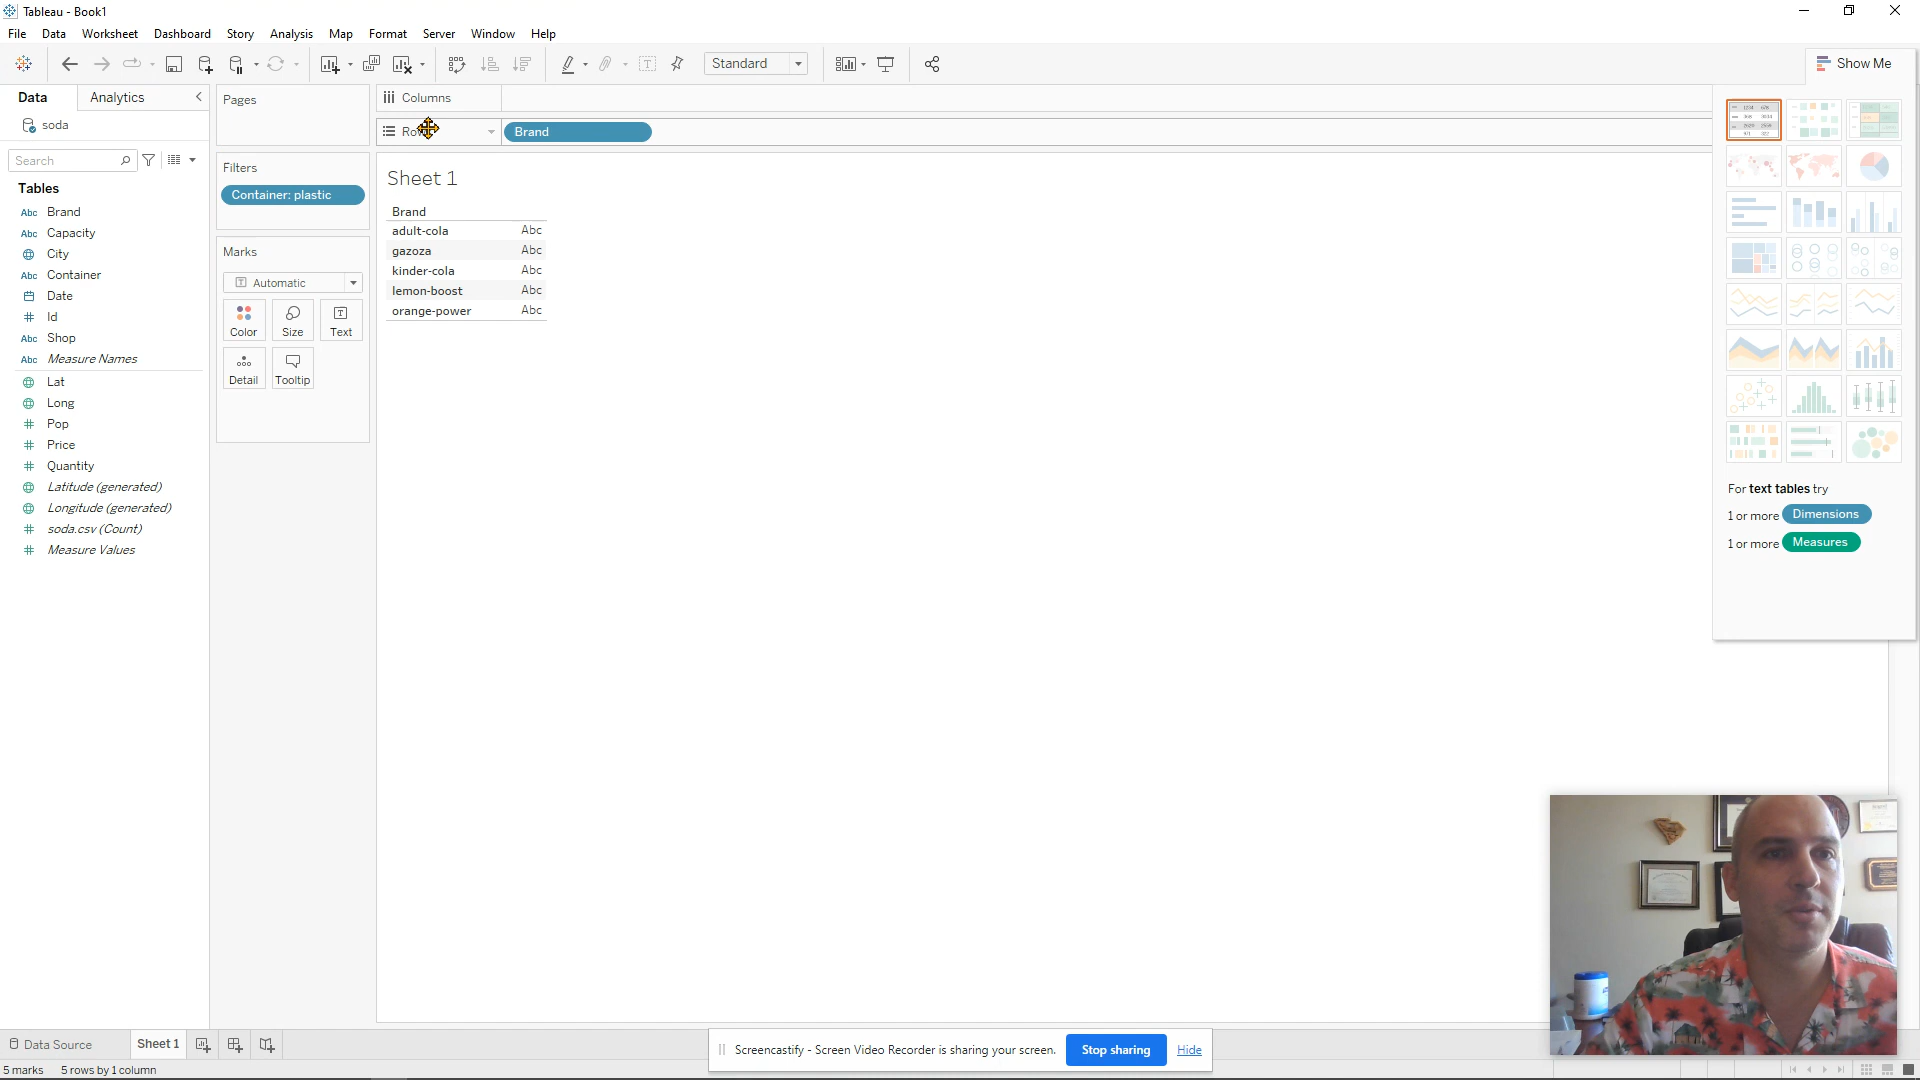 Tableau - Book1
File Data Worksheet Dashboard Story Analysis Map Format Server Window Help
Standard
Show Me
Data Analytics
soda
Search
Tables
Abc Brand
Abc Capacity
City
Abc Container
Date
# Id
Abc Shop
Abc Measure Names
Lat
Long
# Pop
# Price
# Quantity
Latitude (generated)
Longitude (generated)
# soda.csv (Count)
# Measure Values
Pages
Filters
Container: plastic
Marks
Automatic
Color Size Text
Detail Tooltip
Columns
Brand
Sheet 1
Brand
adult-cola Abc
gazoza Abc
kinder-cola Abc
lemon-boost Abc
orange-power Abc
For text tables try
1 or more Dimensions
1 or more Measures
Data Source Sheet 1
Screencastify - Screen Video Recorder is sharing your screen. Stop sharing Hide
5 marks 5 rows by 1 column